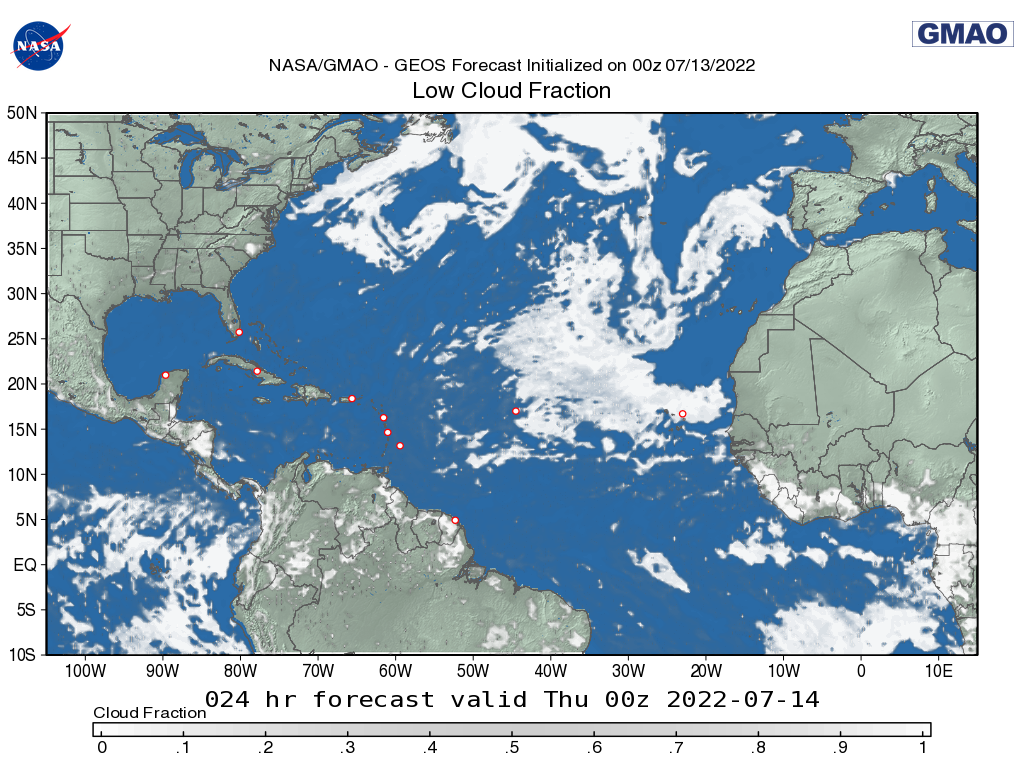 NASA
GMAO
NASA/GMAO - GEOS Forecast Initialized on 00z 07/13/2022
Low Cloud Fraction
50N
45N
40N
35N
30N
25N
20N
15N
10N
5N
EQ
5S
10S
100W 90W 80W 70W 60W 50W 40W 30W 20W 10W 0 10E
024 hr forecast valid Thu 00z 2022-07-14
Cloud Fraction
0 .1 .2 .3 .4 .5 .6 .7 .8 .9 1